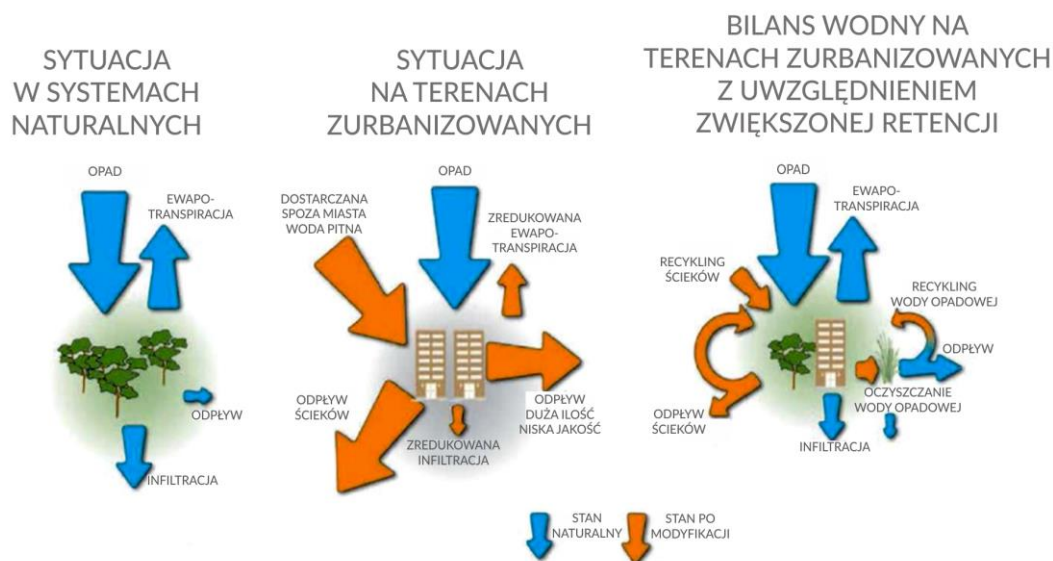 SYTUACJA
W SYSTEMACH
NATURALNYCH
OPAD
EWAPO-
TRANSPIRACJA
ODPŁYW
INFILTRACJA
SYTUACJA
NA TERENACH
ZURBANIZOWANYCH
OPAD
DOSTARCZANA
SPOZA MIASTA
WODA PITNA
ZREDUKOWANA
EWAPO-
TRANSPIRACJA
ODPŁYW
ŚCIEKÓW
ODPŁYW
DUŻA ILOŚĆ
NISKA JAKOŚĆ
ZREDUKOWANA
INFILTRACJA
BILANS WODNY NA
TERENACH ZURBANIZOWANYCH
Z UWZGLĘDNIENIEM
ZWIĘKSZONEJ RETENCJI
OPAD
EWAPO-
TRANSPIRACJA
RECYKLING
ŚCIEKÓW
RECYKLING
WODY OPADOWEJ
ODPŁYW
OCZYSZCZANIE
WODY OPADOWEJ
ODPŁYW
ŚCIEKÓW
INFILTRACJA
STAN
NATURALNY
STAN PO
MODYFIKACJI